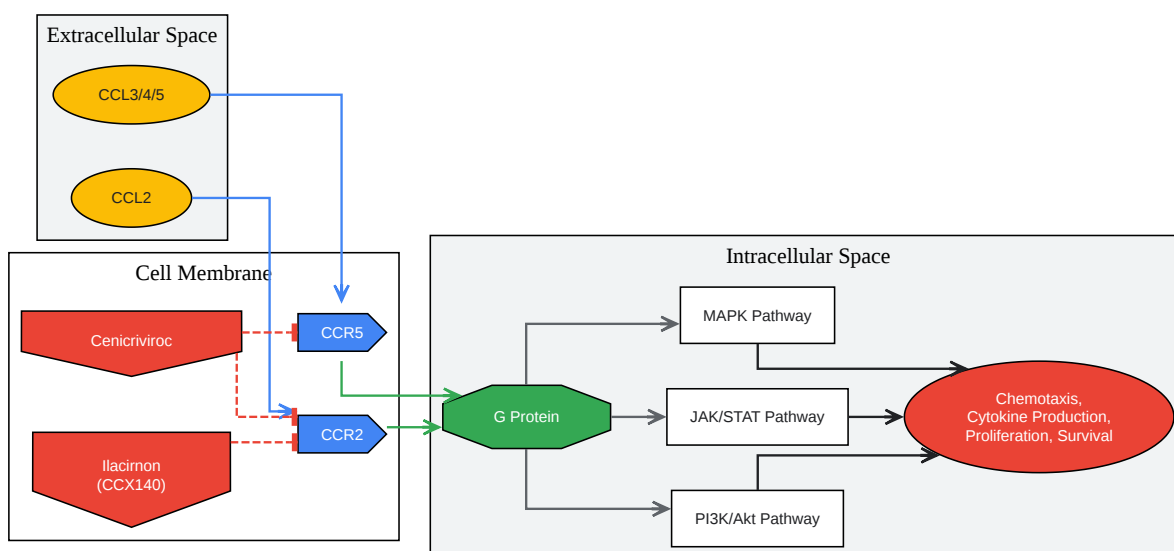 Extracellular Space
CCL3/4/5
CCL2
Cell Membrane
Cenicriviroc
CCR5
CCR2
Ilacirnon
(CCX140)
Intracellular Space
MAPK Pathway
G Protein
JAK/STAT Pathway
PI3K/Akt Pathway
Chemotaxis,
Cytokine Production,
Proliferation, Survival